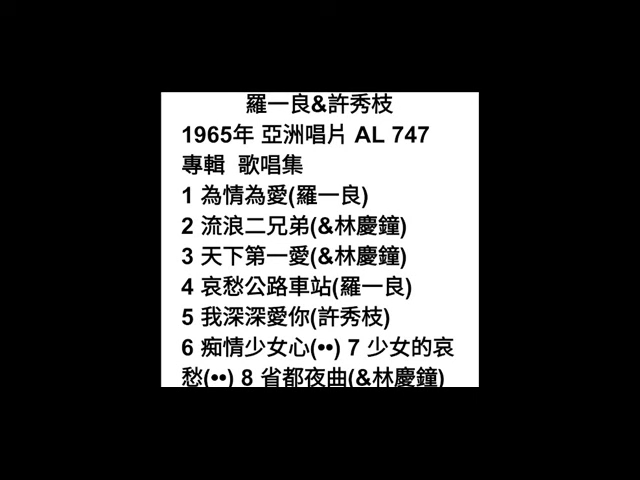 羅一良&許秀枝
1965年 亞洲唱片 AL 747
專輯 歌唱集
1 為情為愛(羅一良)
2 流浪二兄弟(&林慶鐘)
3 天下第一愛(&林慶鐘)
4 哀愁公路車站(羅一良)
5 我深深愛你(許秀枝)
6 痴情少女心(••) 7 少女的哀
愁(••) 8 省都夜曲(&林慶鐘)